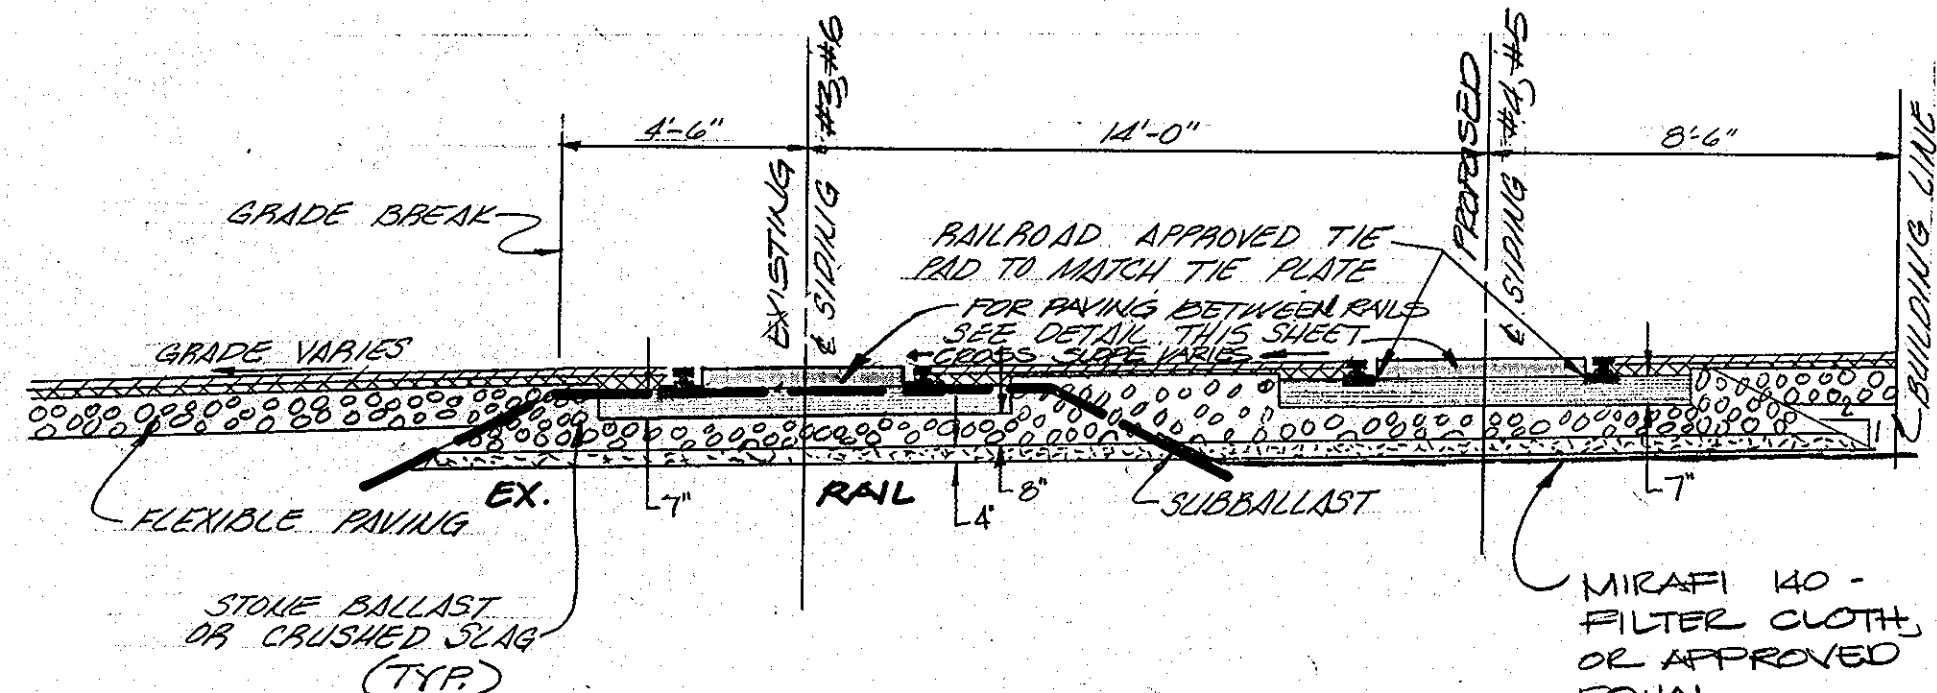 4'-6"
14'-0"
8'-6"
EXISTING
℄ SIDING #3, #6
PROPOSED
℄ SIDING #4, #5
BUILDING LINE
GRADE BREAK
RAILROAD APPROVED TIE
PAD TO MATCH TIE PLATE
FOR PAVING BETWEEN RAILS
SEE DETAIL THIS SHEET
CROSS SLOPE VARIES
GRADE VARIES
2
1
EX.
RAIL
7"
8"
4"
7"
SUBBALLAST
FLEXIBLE PAVING
STONE BALLAST
OR CRUSHED SLAG
(TYP.)
MIRAFI 140 -
FILTER CLOTH,
OR APPROVED
EQUAL